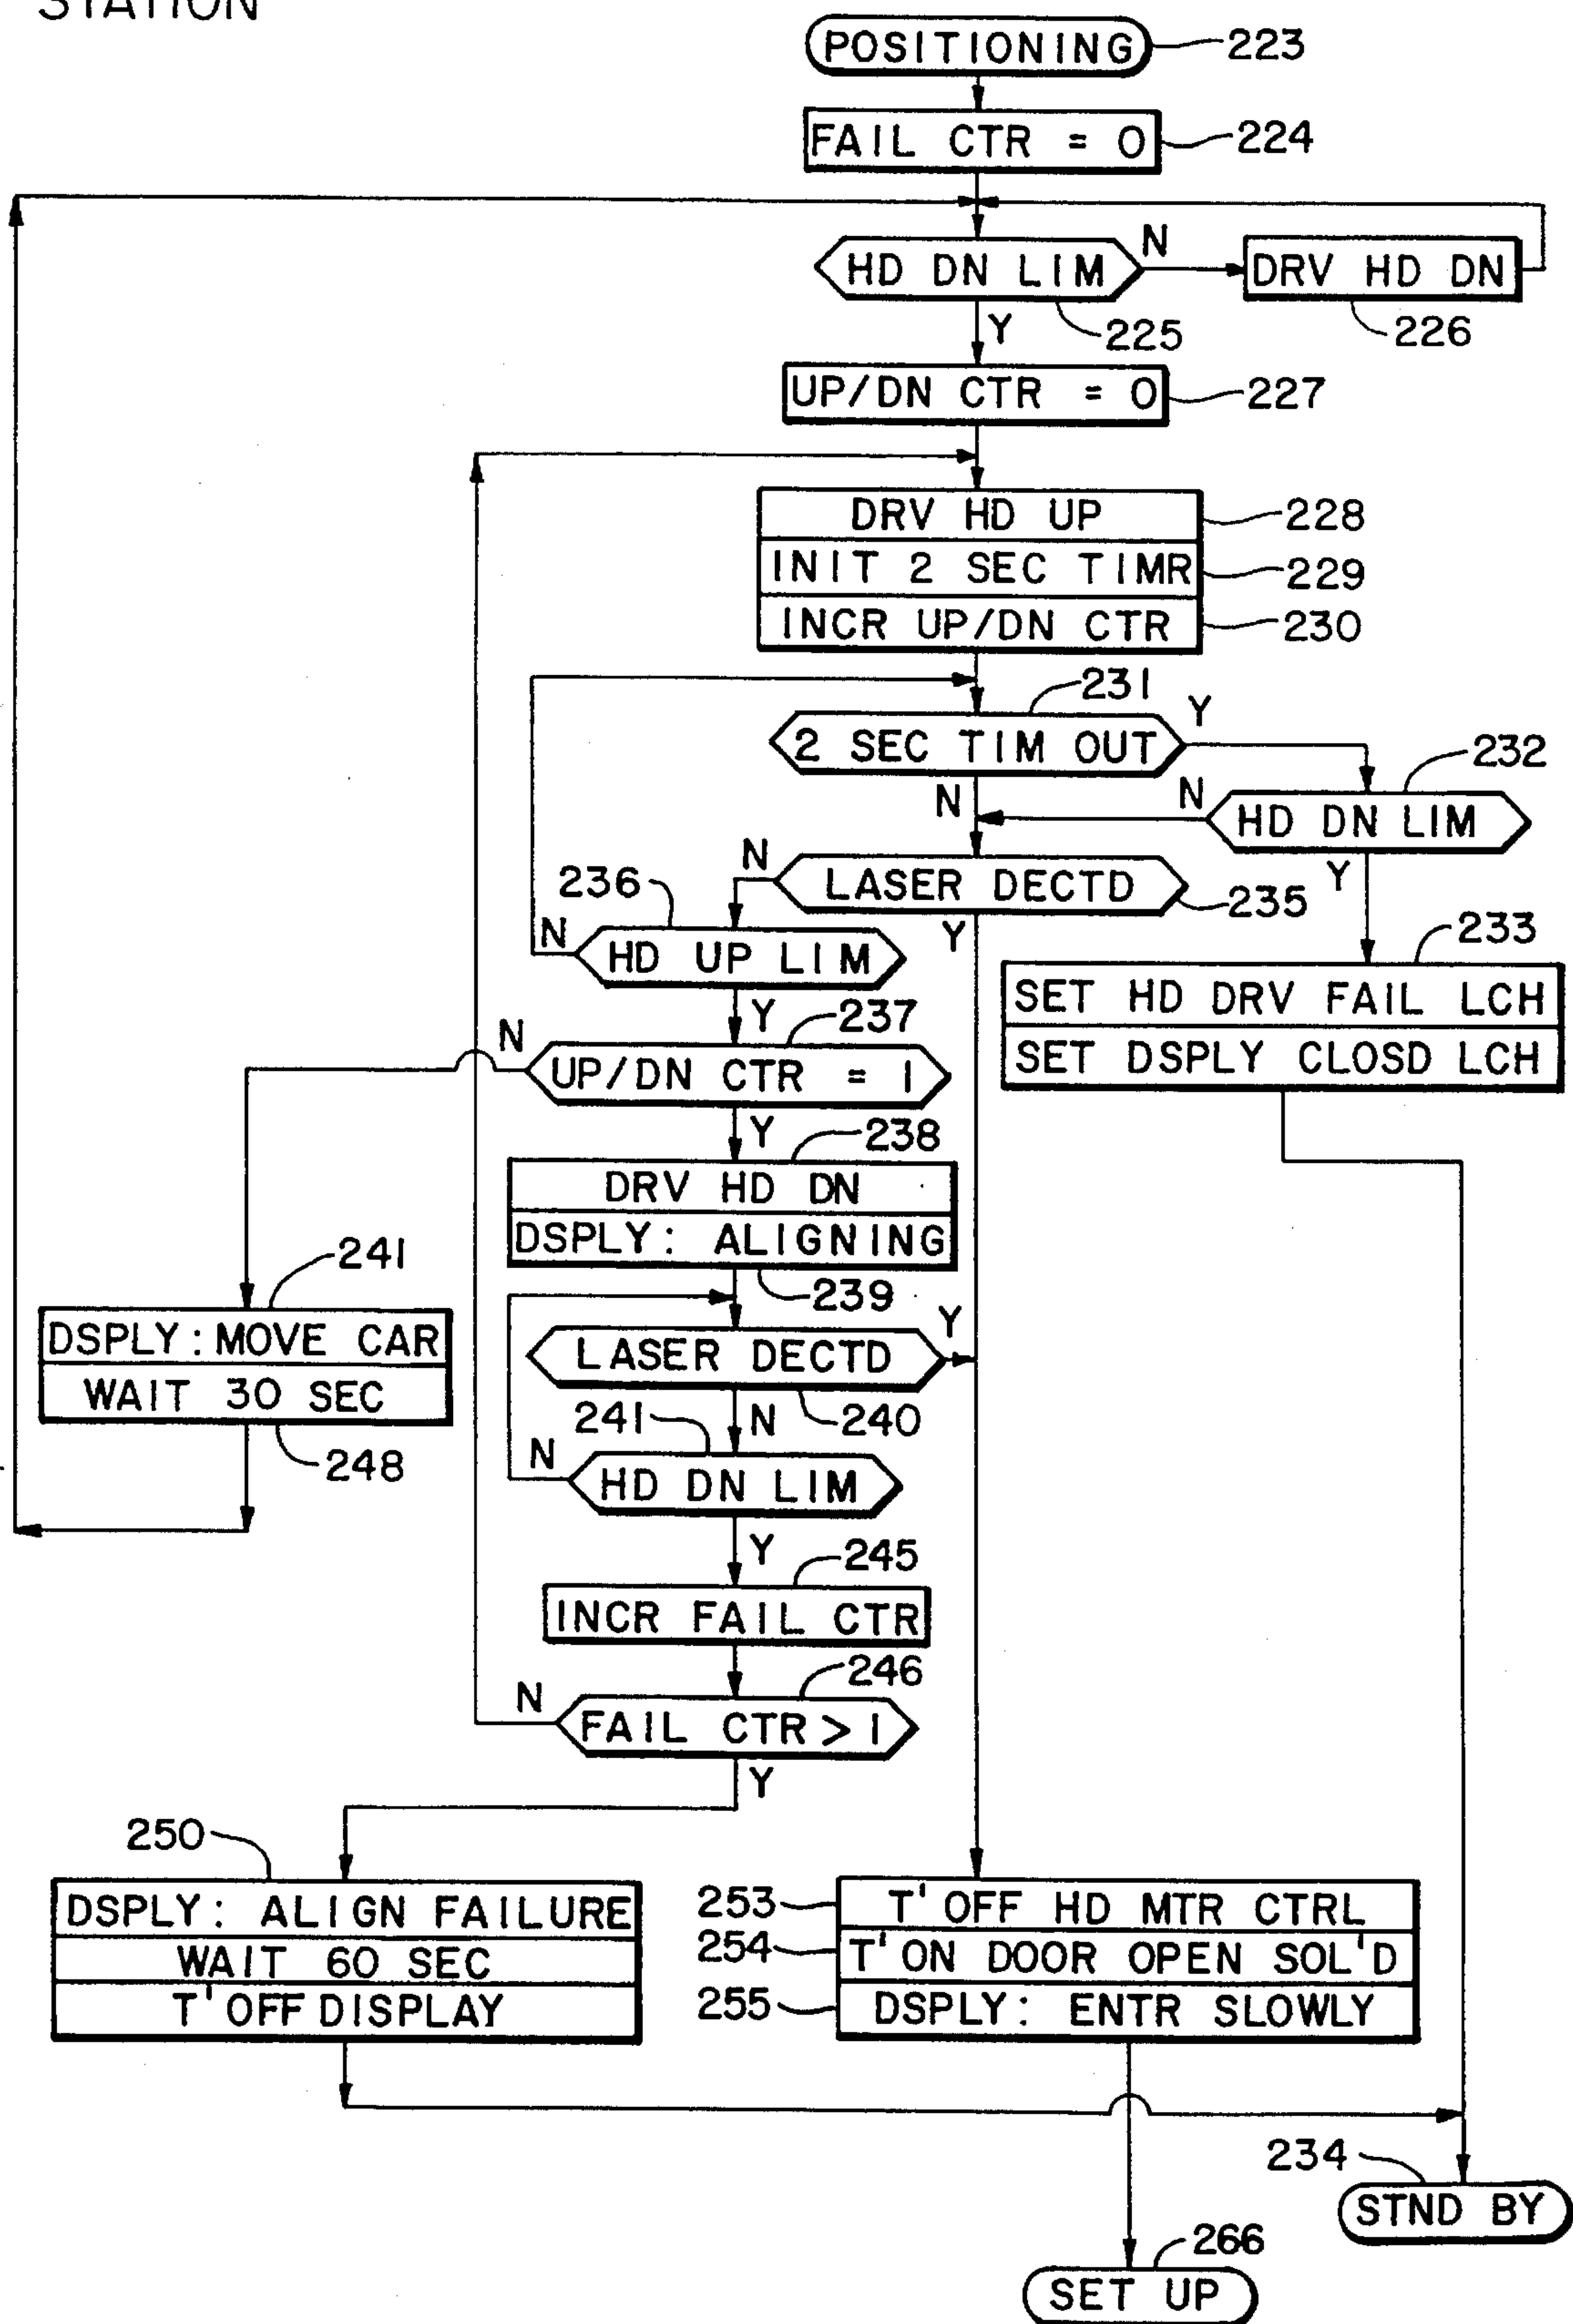 STATION
POSITIONING 223
FAIL CTR = 0 224
HD DN LIM N DRV HD DN
Y 225 226
UP/DN CTR = 0 227
DRV HD UP 228
INIT 2 SEC TIMR 229
INCR UP/DN CTR 230
231
2 SEC TIM OUT Y
N 232
N HD DN LIM
Y
N LASER DECTD 235
Y
236
N HD UP LIM
Y
233
SET HD DRV FAIL LCH
SET DSPLY CLOSD LCH
237
N UP/DN CTR = 1
Y
238
DRV HD DN
DSPLY: ALIGNING
239
241
DSPLY: MOVE CAR
WAIT 30 SEC
248
LASER DECTD Y
N 240
241
N HD DN LIM
Y
245
INCR FAIL CTR
246
N FAIL CTR > 1
Y
250
DSPLY: ALIGN FAILURE
WAIT 60 SEC
T'OFF DISPLAY
253 T'OFF HD MTR CTRL
254 T'ON DOOR OPEN SOL'D
255 DSPLY: ENTR SLOWLY
234
STND BY
266
SET UP